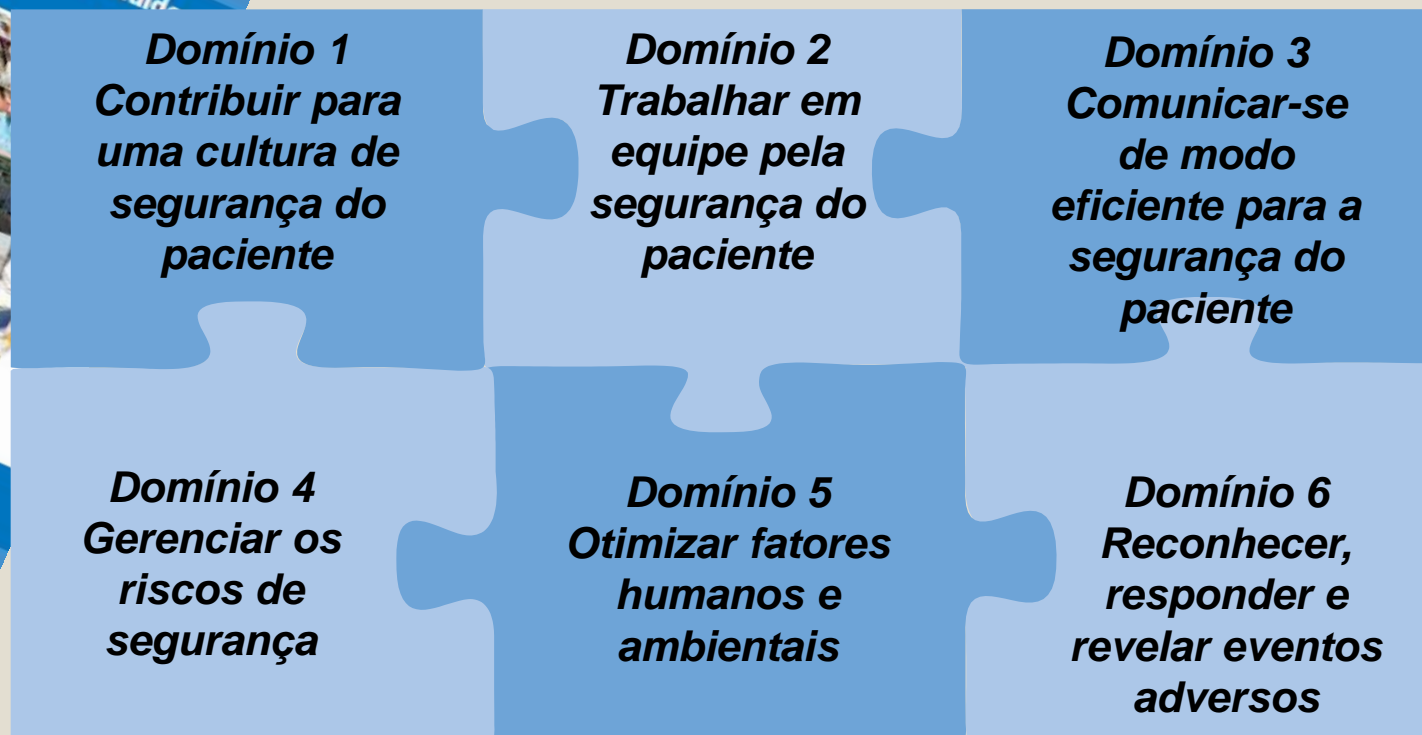 Domínio 1
Contribuir para
uma cultura de
segurança do
paciente
Domínio 2
Trabalhar em
equipe pela
segurança do
paciente
Domínio 3
Comunicar-se
de modo
eficiente para a
segurança do
paciente
Domínio 4
Gerenciar os
riscos de
segurança
Domínio 5
Otimizar fatores
humanos e
ambientais
Domínio 6
Reconhecer,
responder e
revelar eventos
adversos